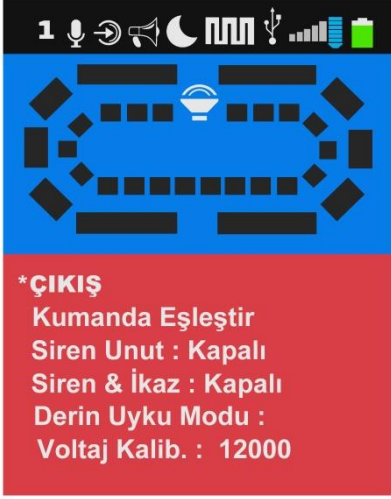 1
*ÇIKIŞ
Kumanda Eşleştir
Siren Unut : Kapalı
Siren & İkaz : Kapalı
Derin Uyku Modu :
Voltaj Kalib. : 12000